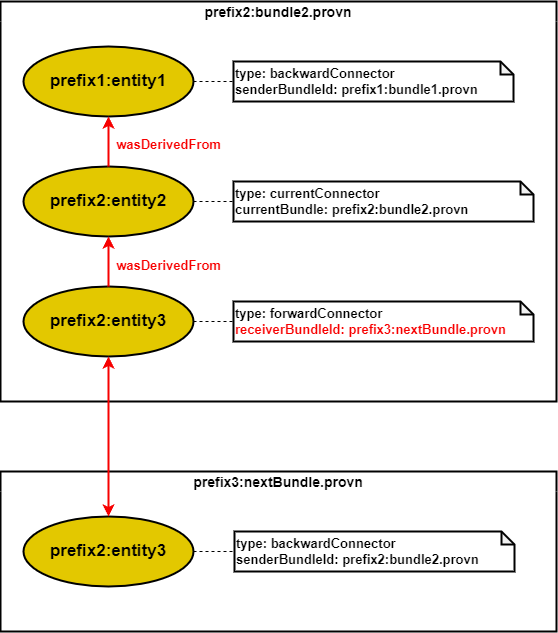 prefix2:bundle2.provn
prefix1:entity1
type: backwardConnector
senderBundleId: prefix1:bundle1.provn
wasDerivedFrom
prefix2:entity2
type: currentConnector
currentBundle: prefix2:bundle2.provn
wasDerivedFrom
prefix2:entity3
type: forwardConnector
receiverBundleId: prefix3:nextBundle.provn
prefix3:nextBundle.provn
prefix2:entity3
type: backwardConnector
senderBundleId: prefix2:bundle2.provn